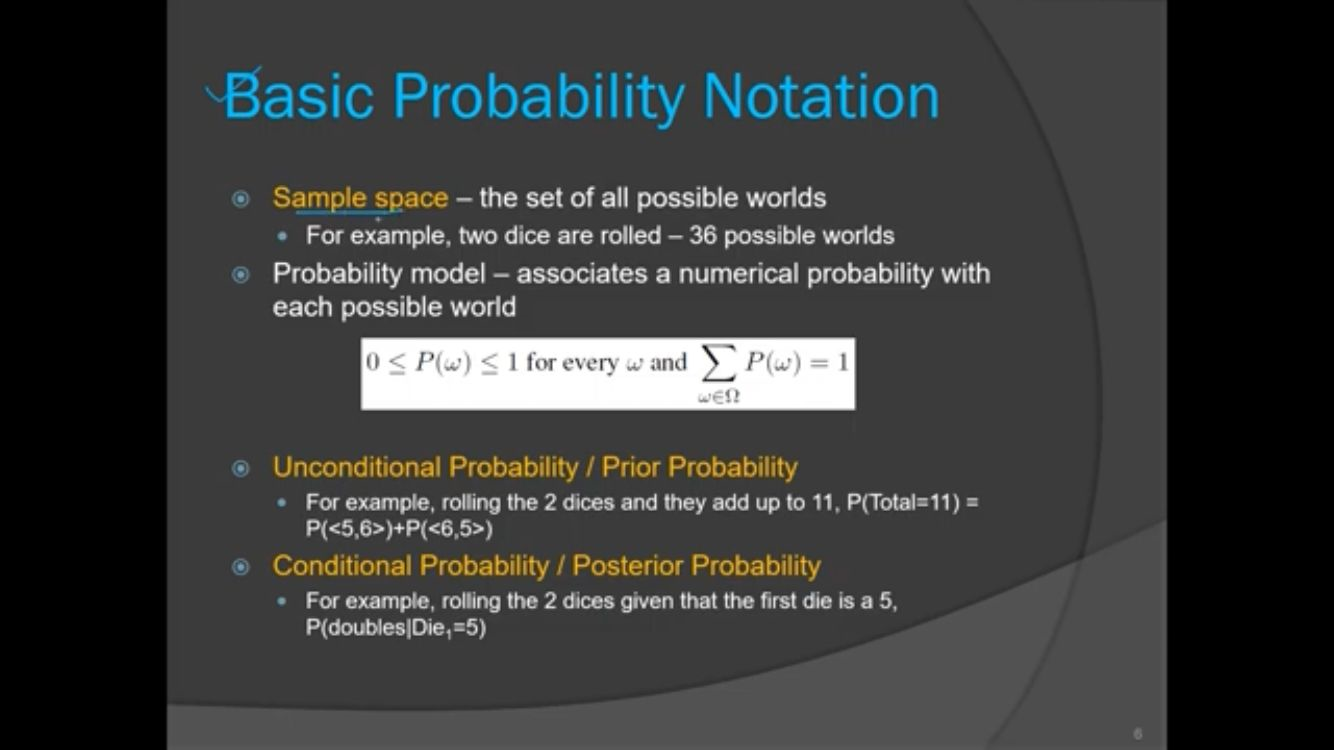 Basic Probability Notation
Sample space – the set of all possible worlds
For example, two dice are rolled – 36 possible worlds
Probability model – associates a numerical probability with
each possible world
0 ≤ P(ω) ≤ 1 for every ω and ∑ P(ω) = 1
ω∈Ω
Unconditional Probability / Prior Probability
For example, rolling the 2 dices and they add up to 11, P(Total=11) =
P(<5,6>)+P(<6,5>)
Conditional Probability / Posterior Probability
For example, rolling the 2 dices given that the first die is a 5,
P(doubles|Die₁=5)
6